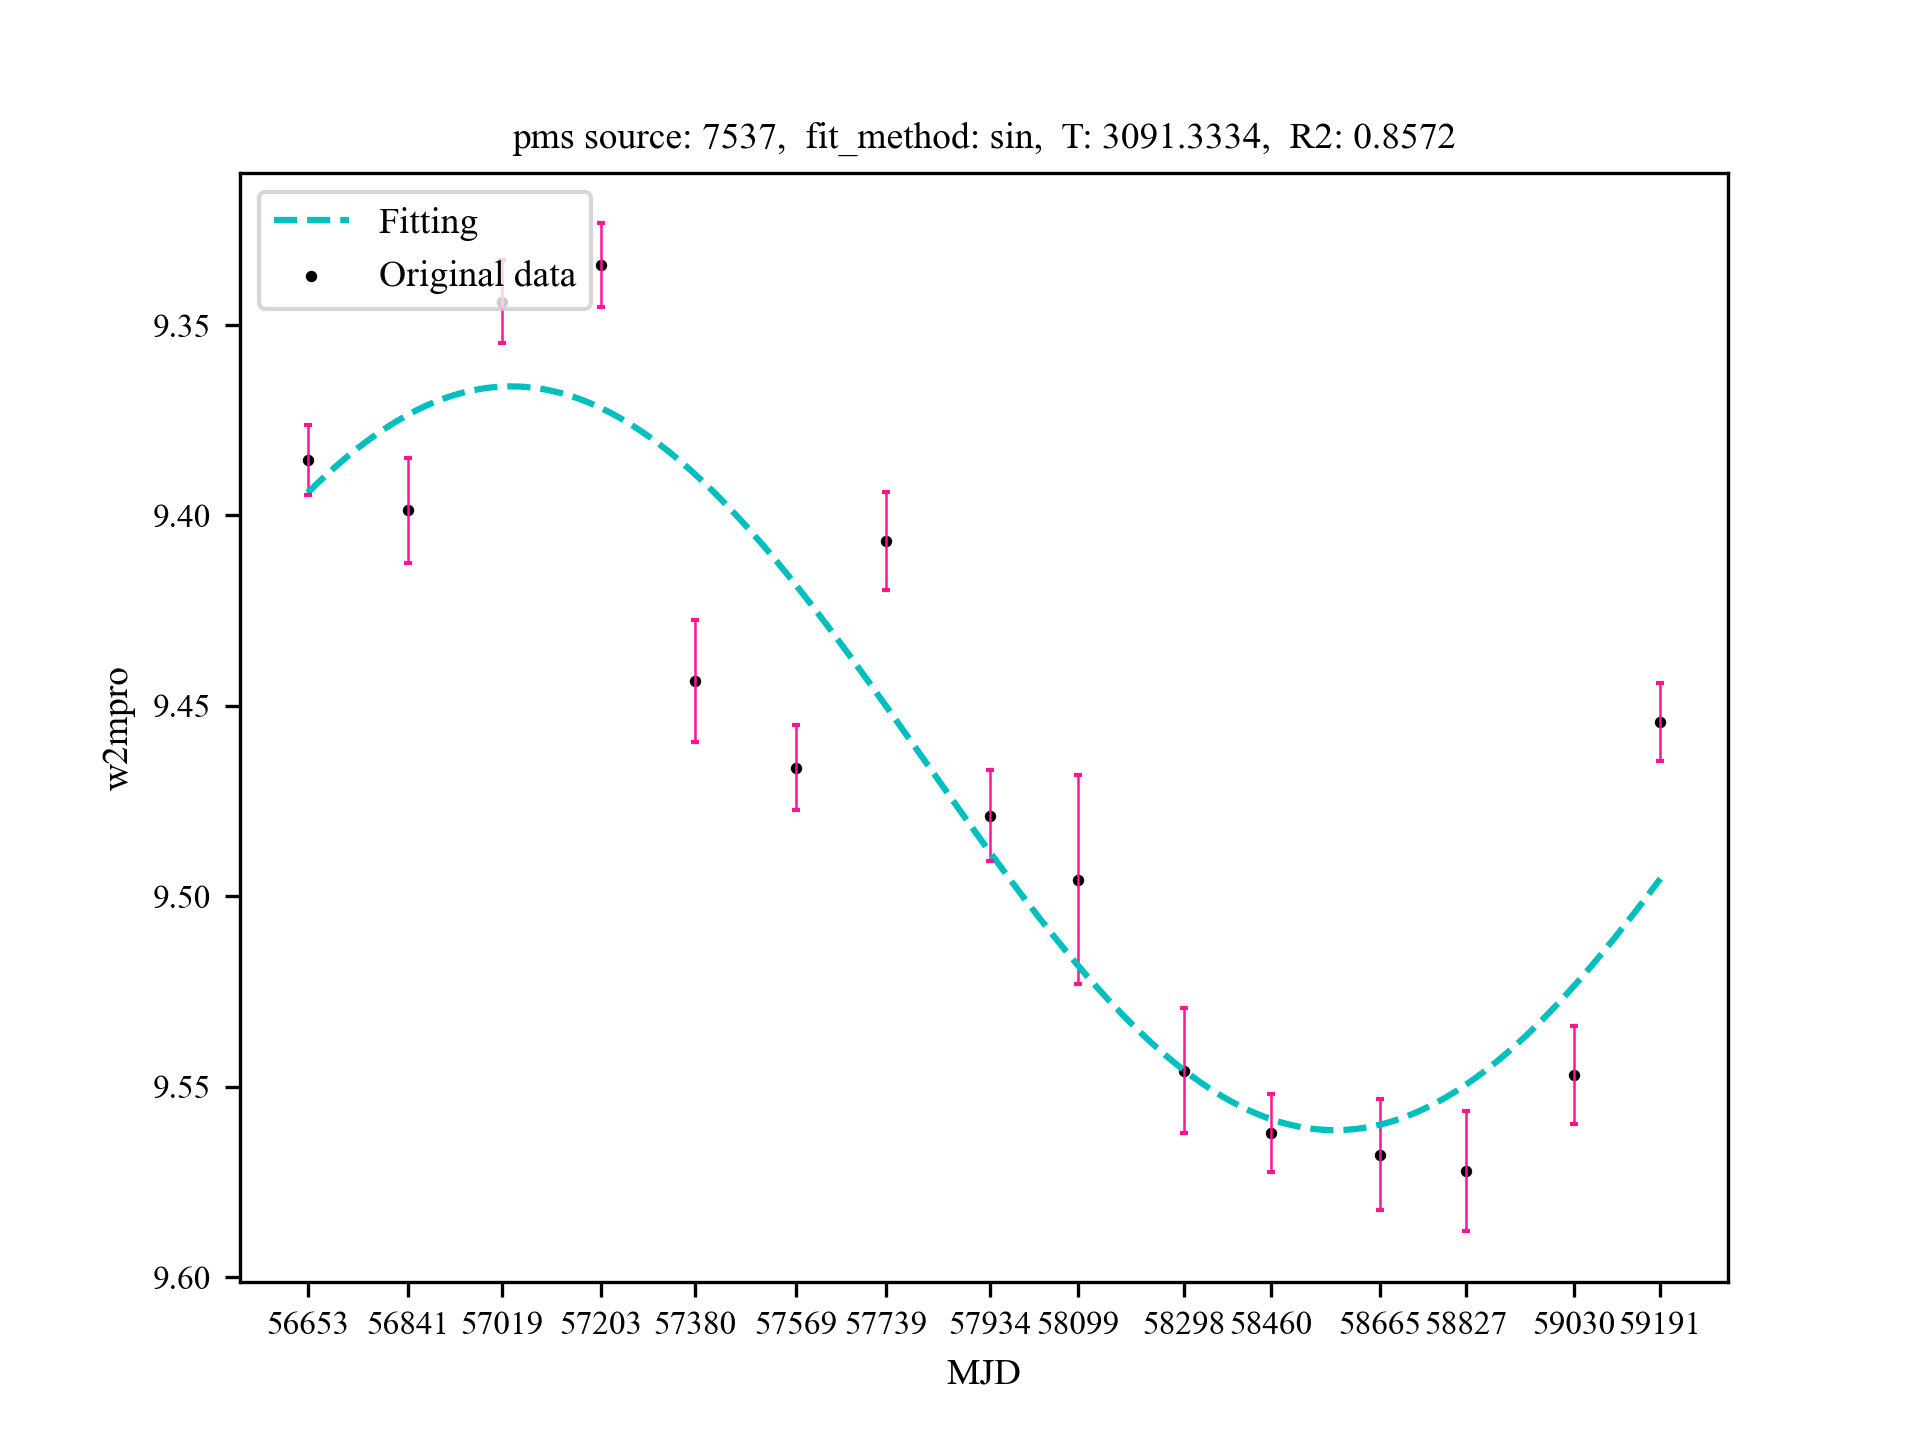 pms source: 7537, fit_method: sin, T: 3091.3334, R2: 0.8572
Fitting
Original data
9.35
9.40
9.45
9.50
9.55
9.60
w2mpro
56653 56841 57019 57203 57380 57569 57739 57934 58099 58298 58460 58665 58827 59030 59191
MJD